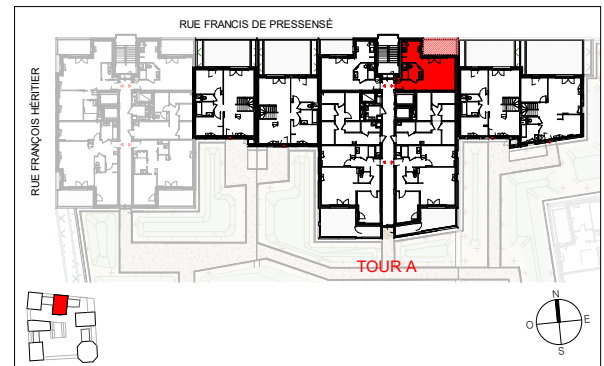 RUE FRANCIS DE PRESSENSÉ
RUE FRANÇOIS HÉRITIER
TOUR A
N
O
E
S